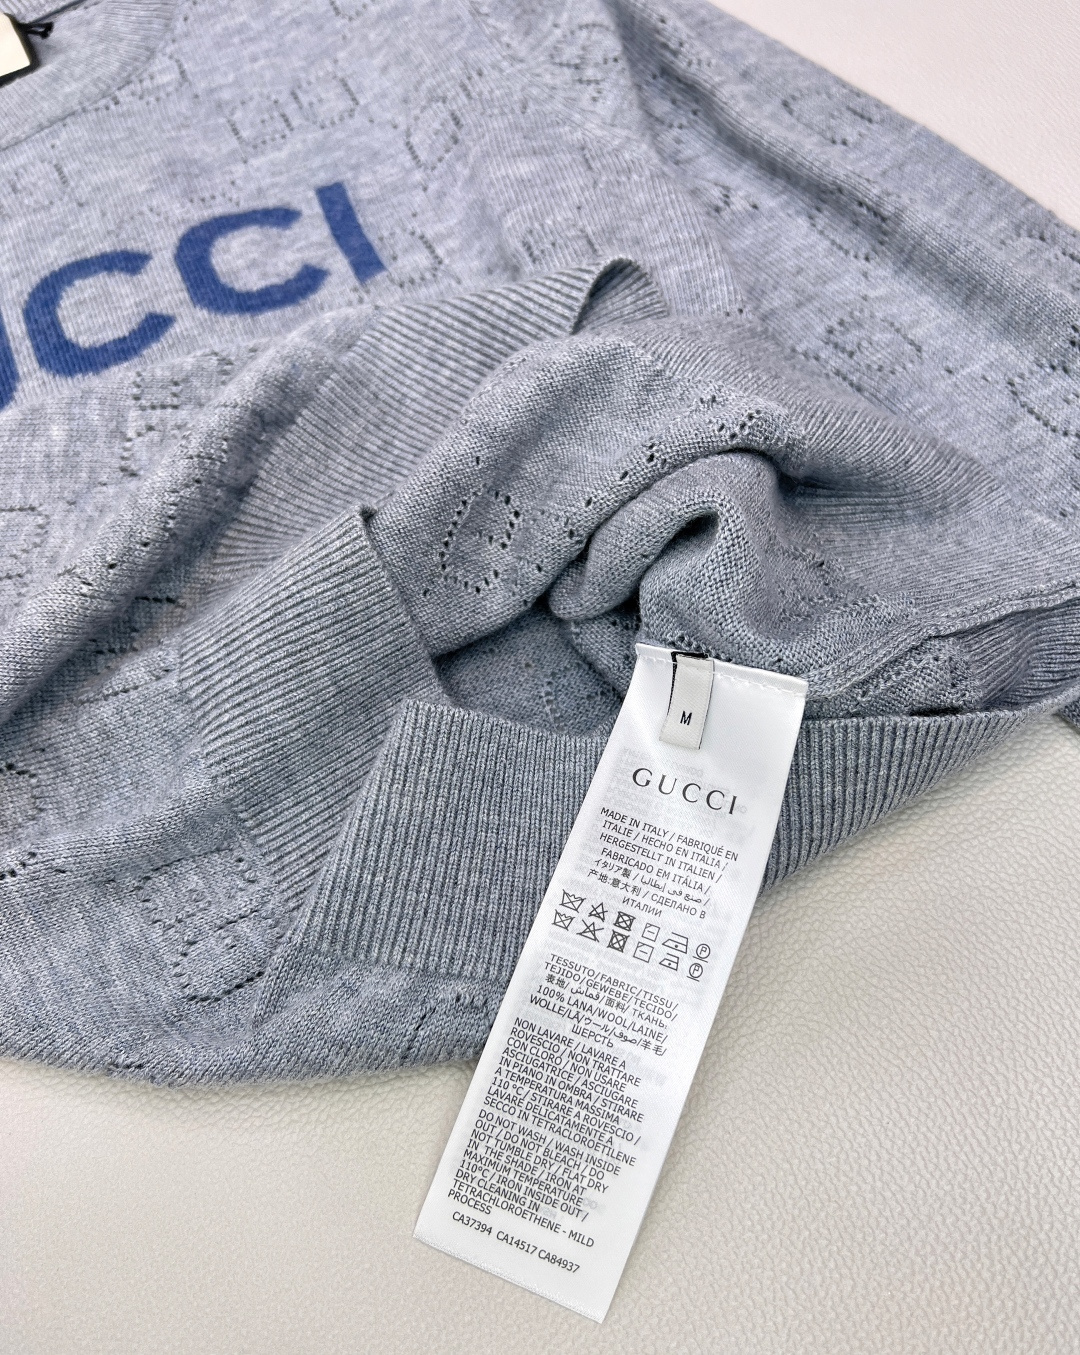 UCCI
M
GUCCI
MADE IN ITALY / FABRIQUÉ EN
ITALIE / HECHO EN ITALIA /
HERGESTELLT IN ITALIEN /
FABRICADO EM ITÁLIA /
イタリア製 / صنع في إيطاليا /
产地:意大利 / СДЕЛАНО В
ИТАЛИИ
TESSUTO/FABRIC/TISSU/
TEJIDO/GEWEBE/TECIDO/
表地/قماش/面料/ТКАНЬ:
100% LANA/WOOL/LAINE/
WOLLE/LÃ/ウール/صوف/羊毛/
ШЕРСТЬ
NON LAVARE / LAVARE A
ROVESCIO / NON TRATTARE
CON CLORO / NON USARE
ASCIUGATRICE / ASCIUGARE
IN PIANO IN OMBRA / STIRARE
A TEMPERATURA MASSIMA
110 °C / STIRARE A ROVESCIO /
LAVARE DELICATAMENTE A
SECCO IN TETRACLOROETILENE
DO NOT WASH / WASH INSIDE
OUT / DO NOT BLEACH / DO
NOT TUMBLE DRY / FLAT DRY
IN THE SHADE / IRON AT
MAXIMUM TEMPERATURE
110°C / IRON INSIDE OUT /
DRY CLEANING IN
TETRACHLOROETHENE - MILD
PROCESS
CA37394 CA14517 CA84937